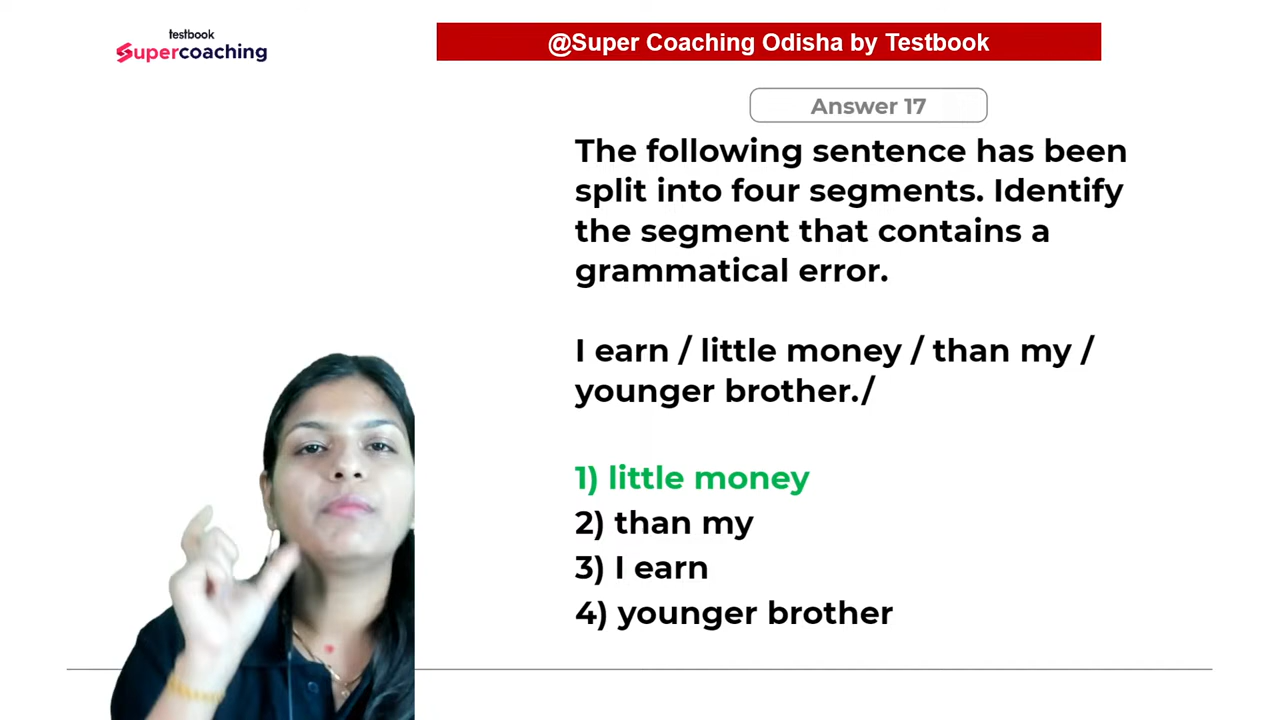 testbook
Supercoaching
@Super Coaching Odisha by Testbook
Answer 17
The following sentence has been
split into four segments. Identify
the segment that contains a
grammatical error.
I earn / little money / than my /
younger brother./
1) little money
2) than my
3) I earn
4) younger brother